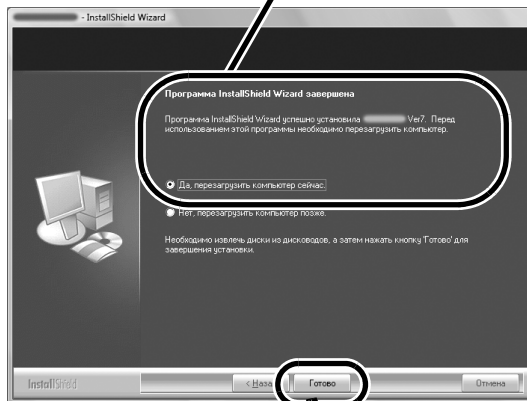 - InstallShield Wizard
Программа InstallShield Wizard завершена
Программа InstallShield Wizard успешно установила Ver7. Перед
использованием этой программы необходимо перезагрузить компьютер.
Да, перезагрузить компьютер сейчас.
Нет, перезагрузить компьютер позже.
Необходимо извлечь диски из дисководов, а затем нажать кнопку 'Готово' для
завершения установки.
InstallShield
< Наза
Готово
Отмена